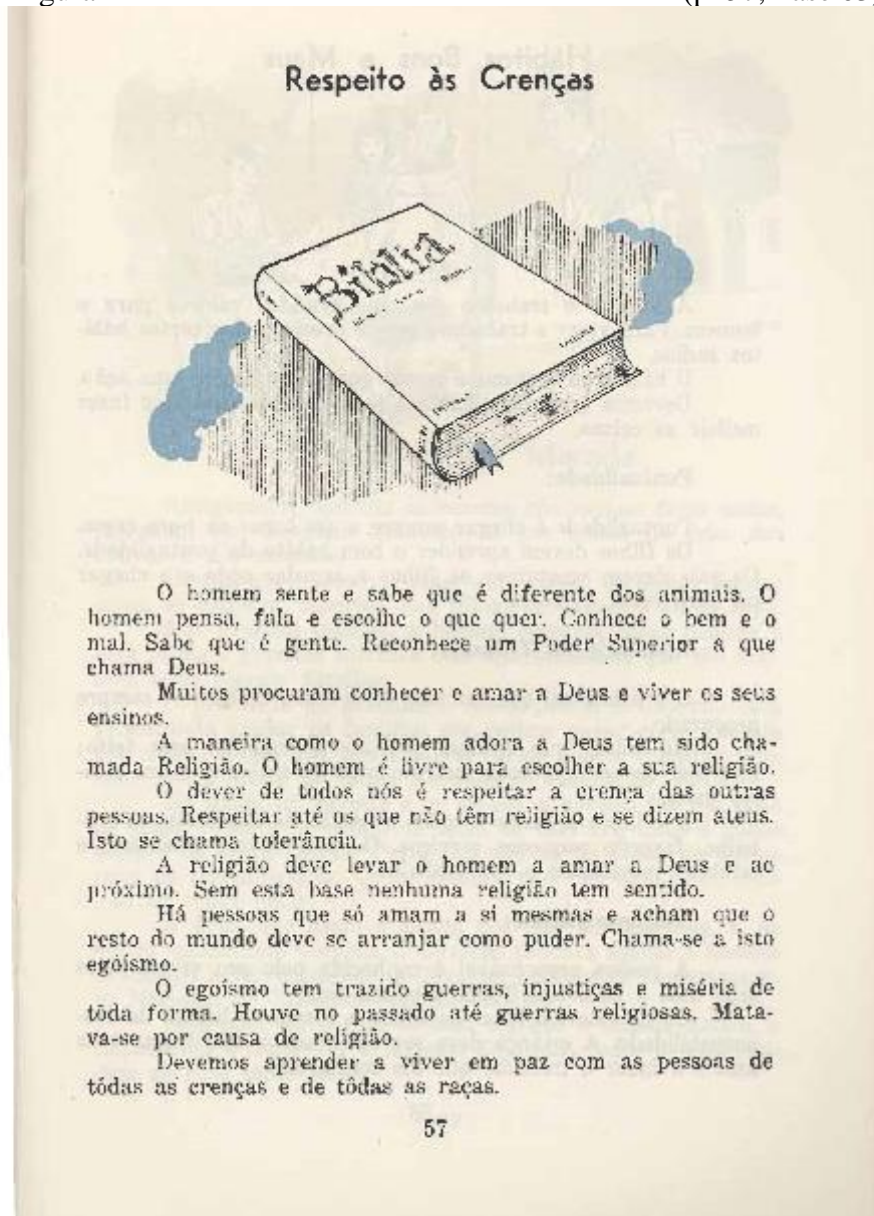 Respeito às Crenças
Bíblia
O homem sente e sabe que é diferente dos animais. O
homem pensa, fala e escolhe o que quer. Conhece o bem e o
mal. Sabe que é gente. Reconhece um Poder Superior a que
chama Deus.
Muitos procuram conhecer e amar a Deus e viver os seus
ensinos.
A maneira como o homem adora a Deus tem sido cha-
mada Religião. O homem é livre para escolher a sua religião.
O dever de todos nós é respeitar a crença das outras
pessoas. Respeitar até os que não têm religião e se dizem ateus.
Isto se chama tolerância.
A religião deve levar o homem a amar a Deus e ao
próximo. Sem esta base nenhuma religião tem sentido.
Há pessoas que só amam a si mesmas e acham que o
resto do mundo deve se arranjar como puder. Chama-se a isto
egoísmo.
O egoísmo tem trazido guerras, injustiças e miséria de
tôda forma. Houve no passado até guerras religiosas. Mata-
va-se por causa de religião.
Devemos aprender a viver em paz com as pessoas de
tôdas as crenças e de tôdas as raças.
57